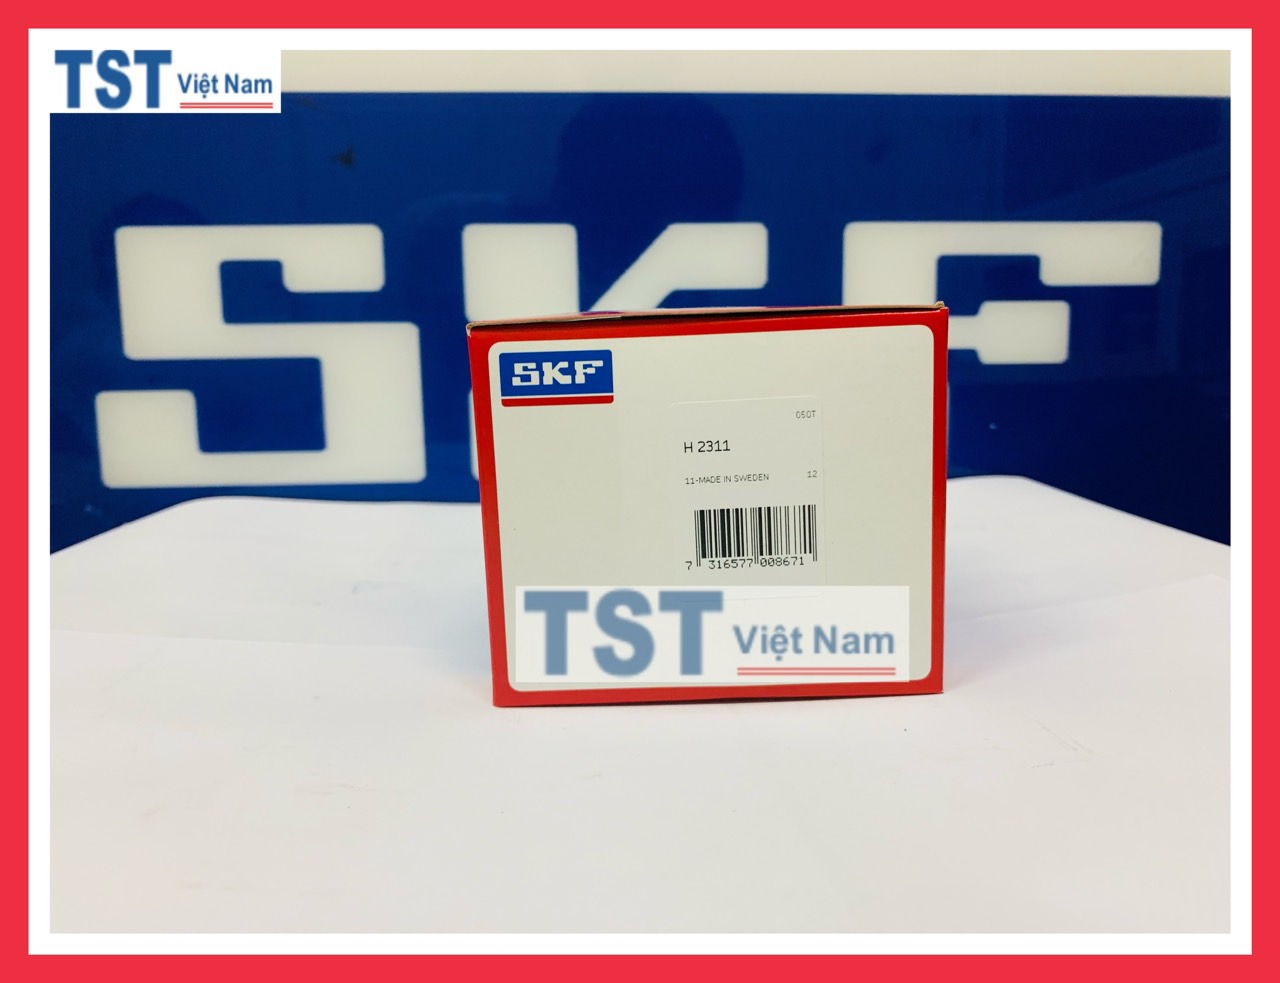 TST Việt Nam
SKF
SKF
050T
H 2311
11-MADE IN SWEDEN 12
7 316577 008671
TST Việt Nam